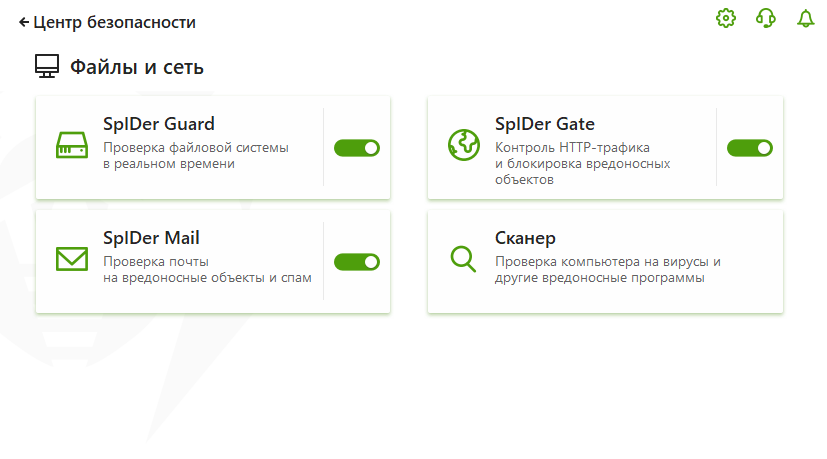 Центр безопасности
Файлы и сеть
SpIDer Guard
Проверка файловой системы
в реальном времени
SpIDer Gate
Контроль HTTP-трафика
и блокировка вредоносных
объектов
SpIDer Mail
Проверка почты
на вредоносные объекты и спам
Сканер
Проверка компьютера на вирусы и
другие вредоносные программы